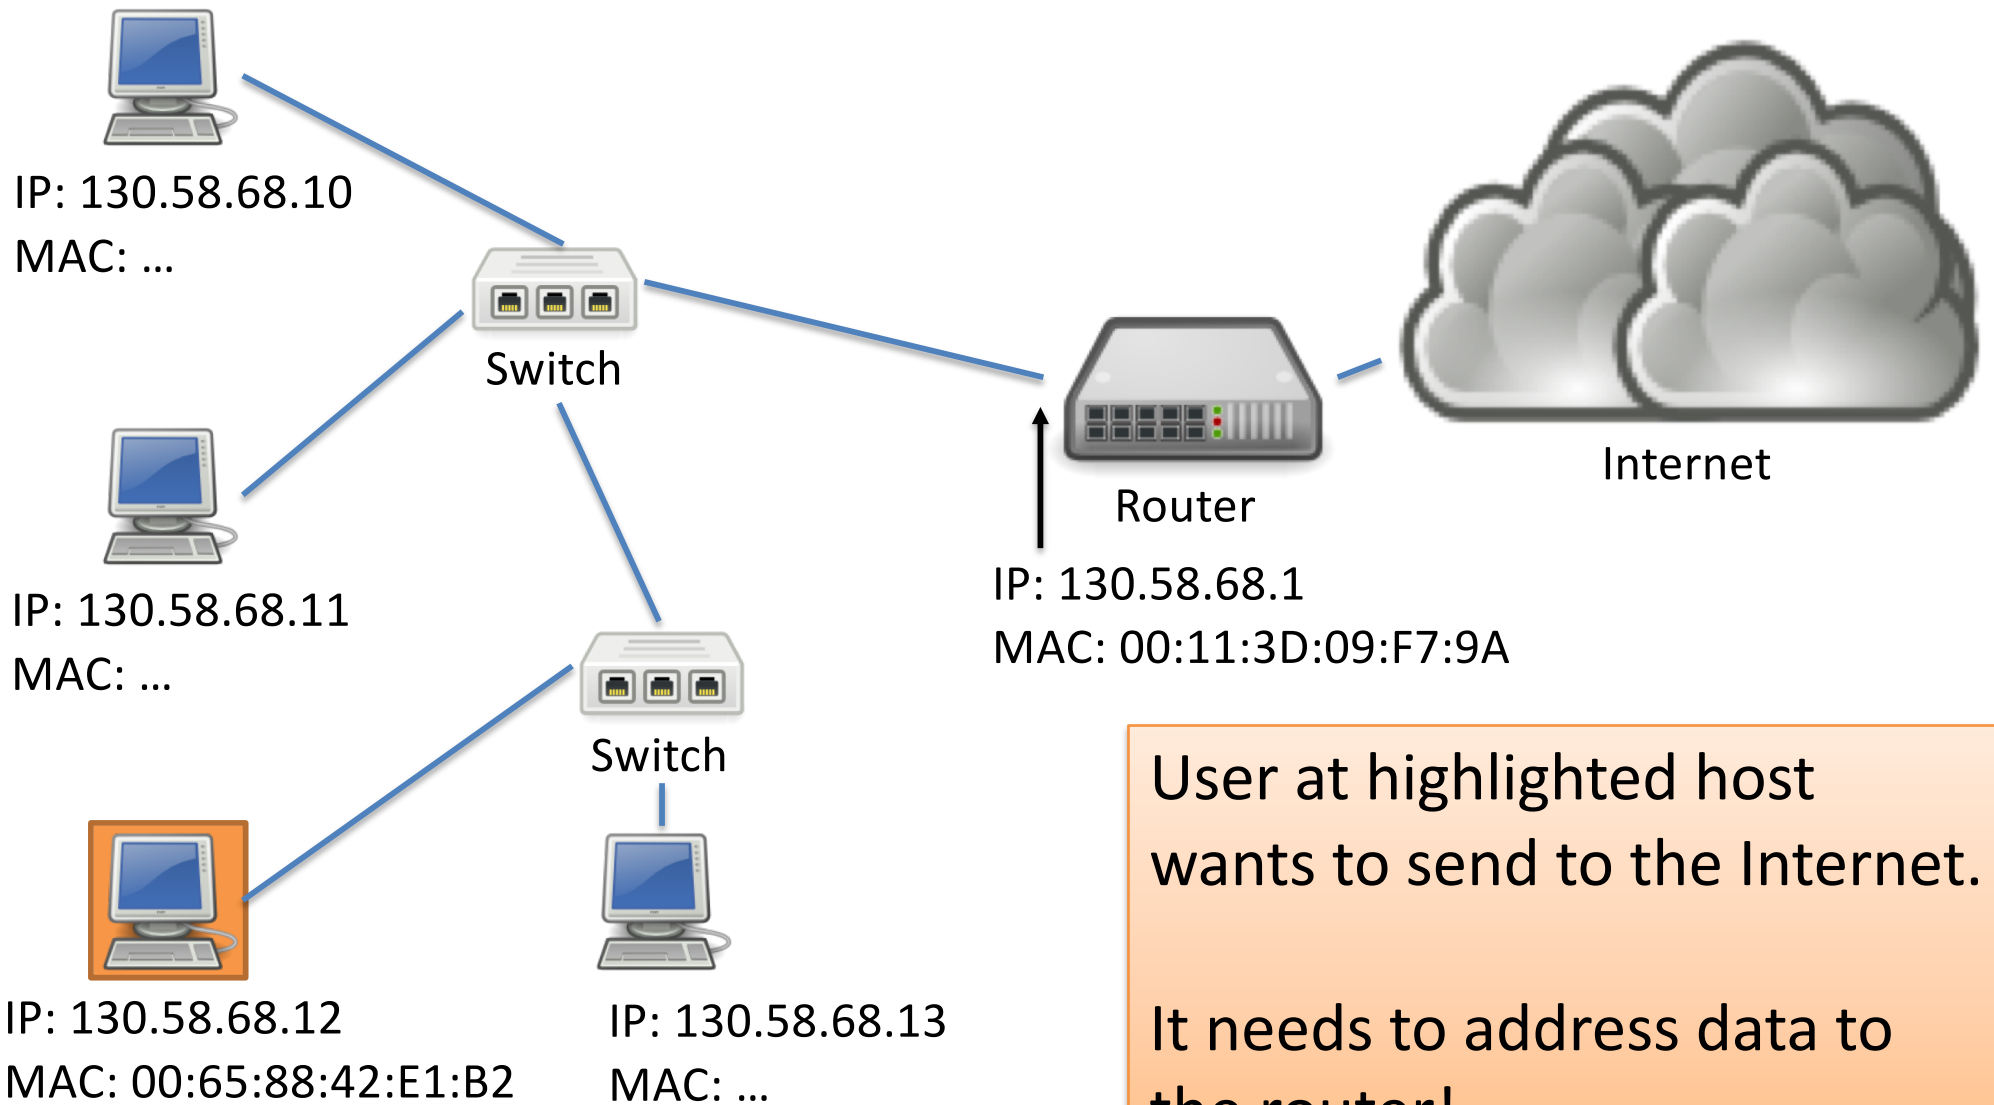 IP: 130.58.68.10
MAC: ...
Switch
IP: 130.58.68.11
MAC: ...
Router
IP: 130.58.68.1
MAC: 00:11:3D:09:F7:9A
Internet
Switch
IP: 130.58.68.12
MAC: 00:65:88:42:E1:B2
IP: 130.58.68.13
MAC: ...
User at highlighted host
wants to send to the Internet.
It needs to address data to
the router!